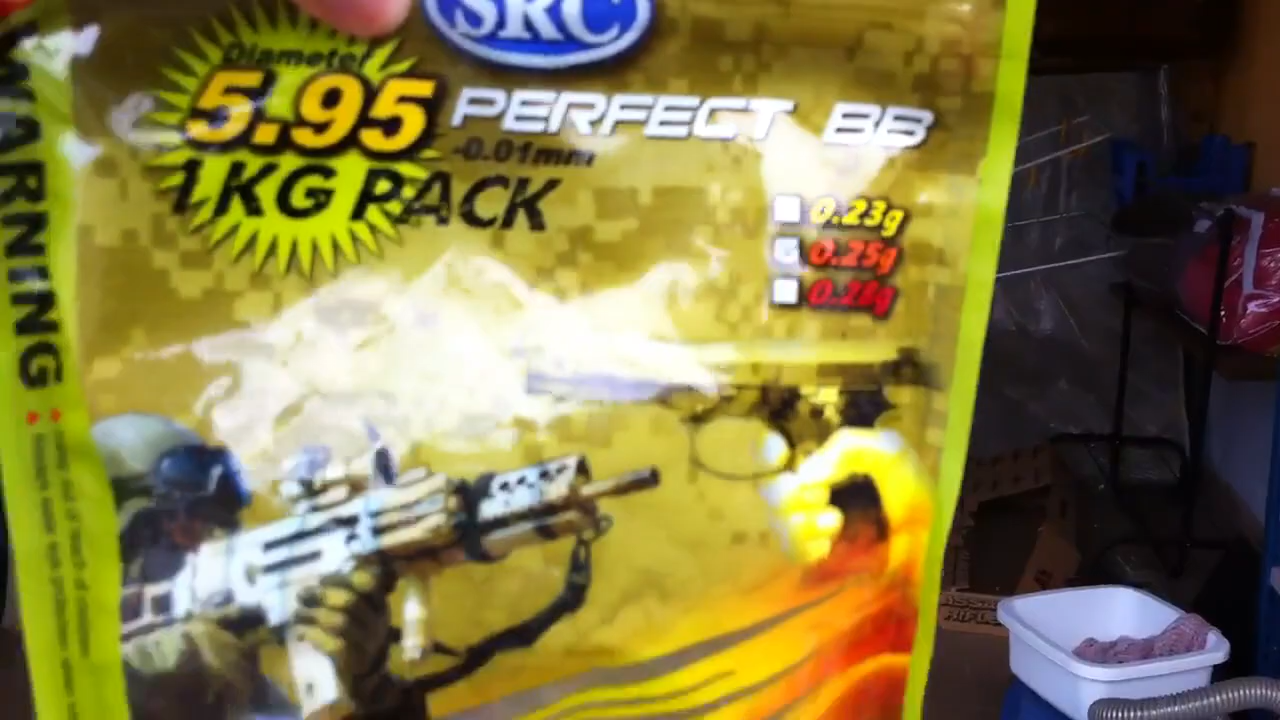 SRC
Diameter
5.95 PERFECT BB
-0.01mm
1KG PACK
0.23g
0.25g
0.28g
WARNING: